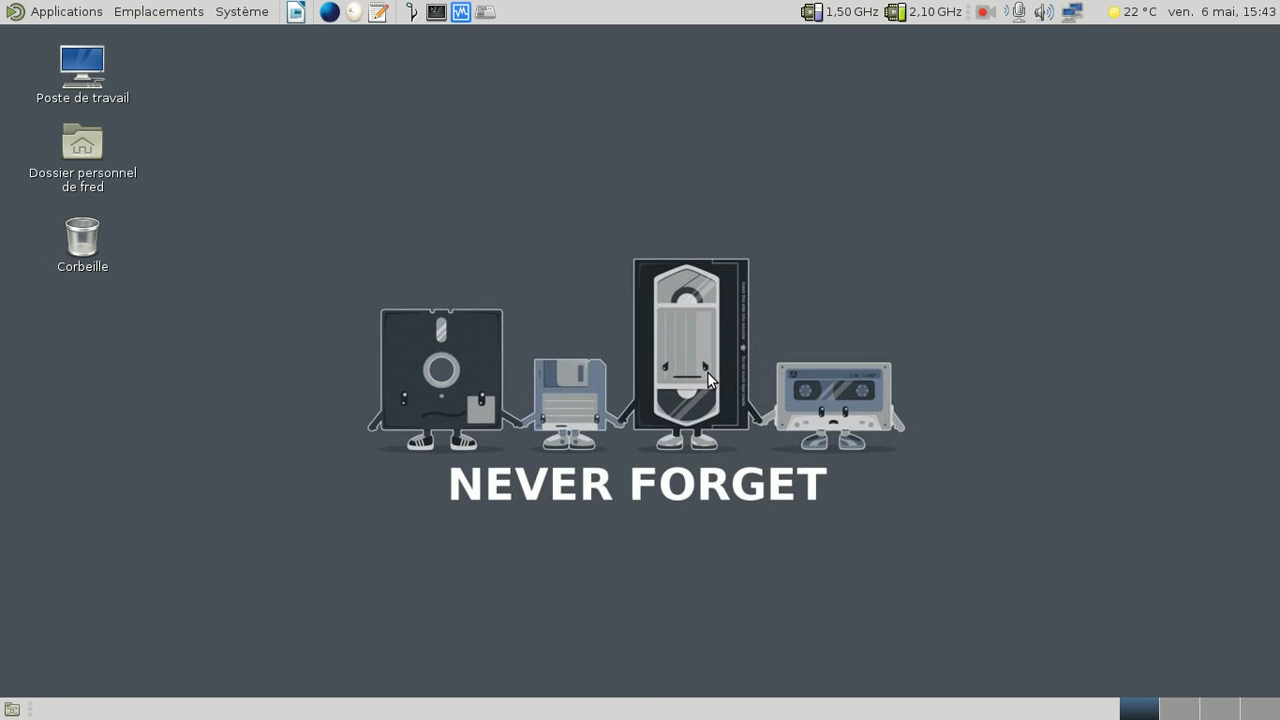 Applications Emplacements Système 1,50 GHz 2,10 GHz 22 °C ven. 6 mai, 15:43
Poste de travail
Dossier personnel
de fred
Corbeille
NEVER FORGET